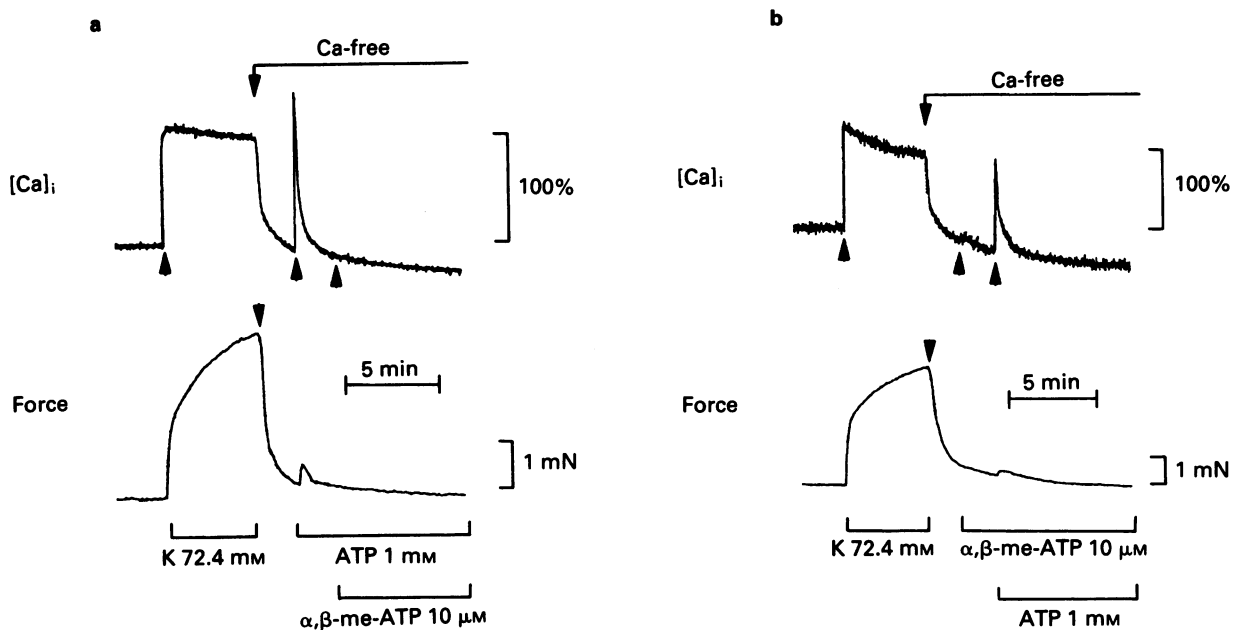 a
Ca-free
[Ca]i
100%
5 min
Force
1 mN
K 72.4 mM
ATP 1 mM
α,β-me-ATP 10 μM
b
Ca-free
[Ca]i
100%
5 min
Force
1 mN
K 72.4 mM
α,β-me-ATP 10 μM
ATP 1 mM